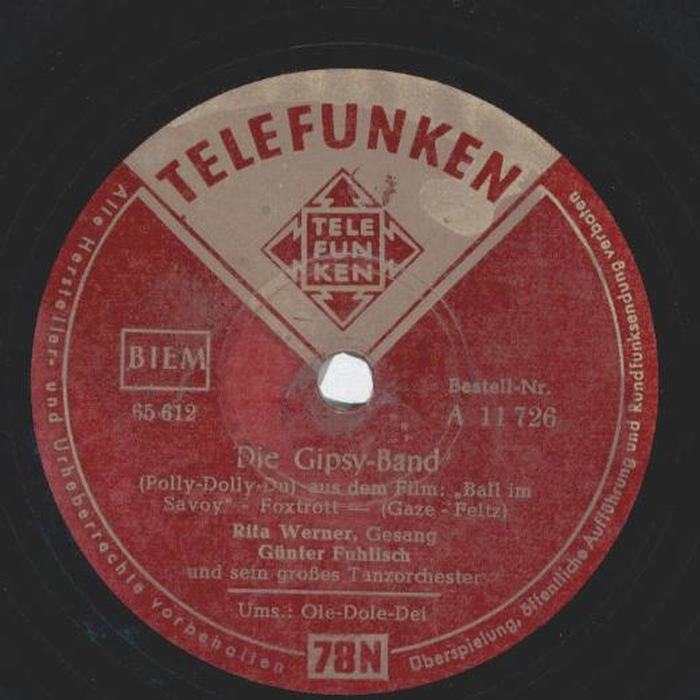 TELEFUNKEN
TELE
FUN
KEN
BIEM
65 612
Bestell-Nr.
A 11 726
Die Gipsy-Band
(Polly-Dolly-Du) aus dem Film: „Ball im
Savoy" - Foxtrott — (Gaze - Feltz)
Rita Werner, Gesang
Günter Fuhlisch
und sein großes Tanzorchester
Ums.: Ole-Dole-Dei
78N
Alle Hersteller- und Urheberrechte vorbehalten
Überspielung, öffentliche Aufführung und Rundfunksendung verboten